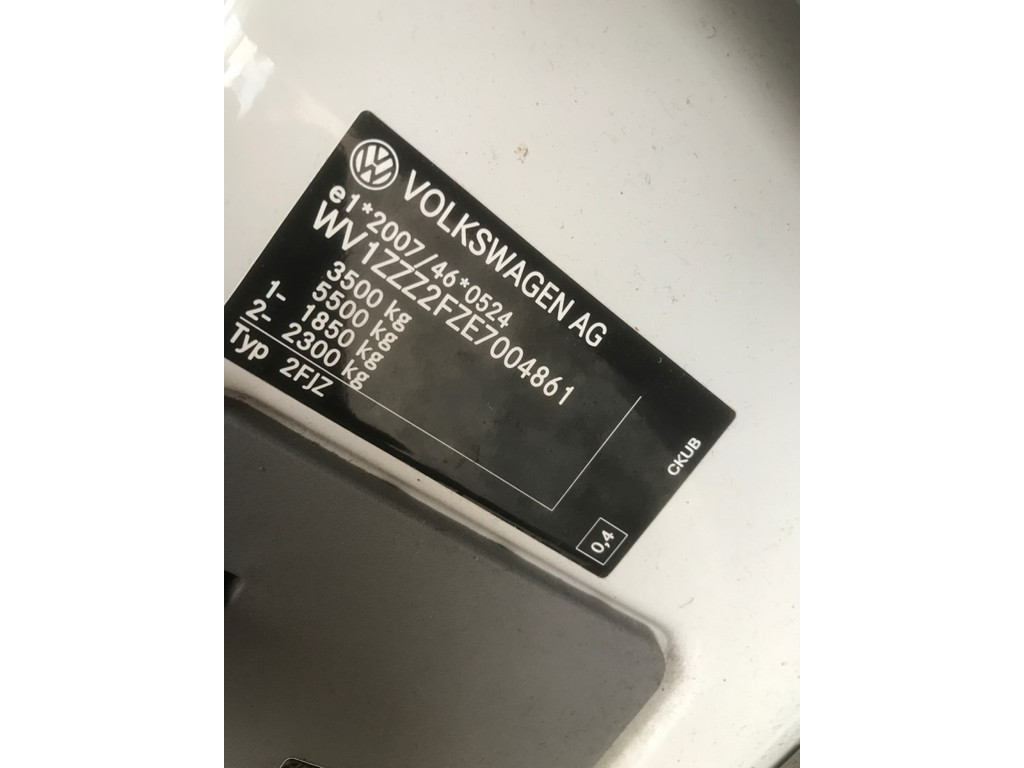 VOLKSWAGEN AG
e1*2007/46*0524
WV1ZZZ2FZE7004861
3500 kg
5500 kg
1- 1850 kg
2- 2300 kg
Typ 2FJZ
CKUB
0,4